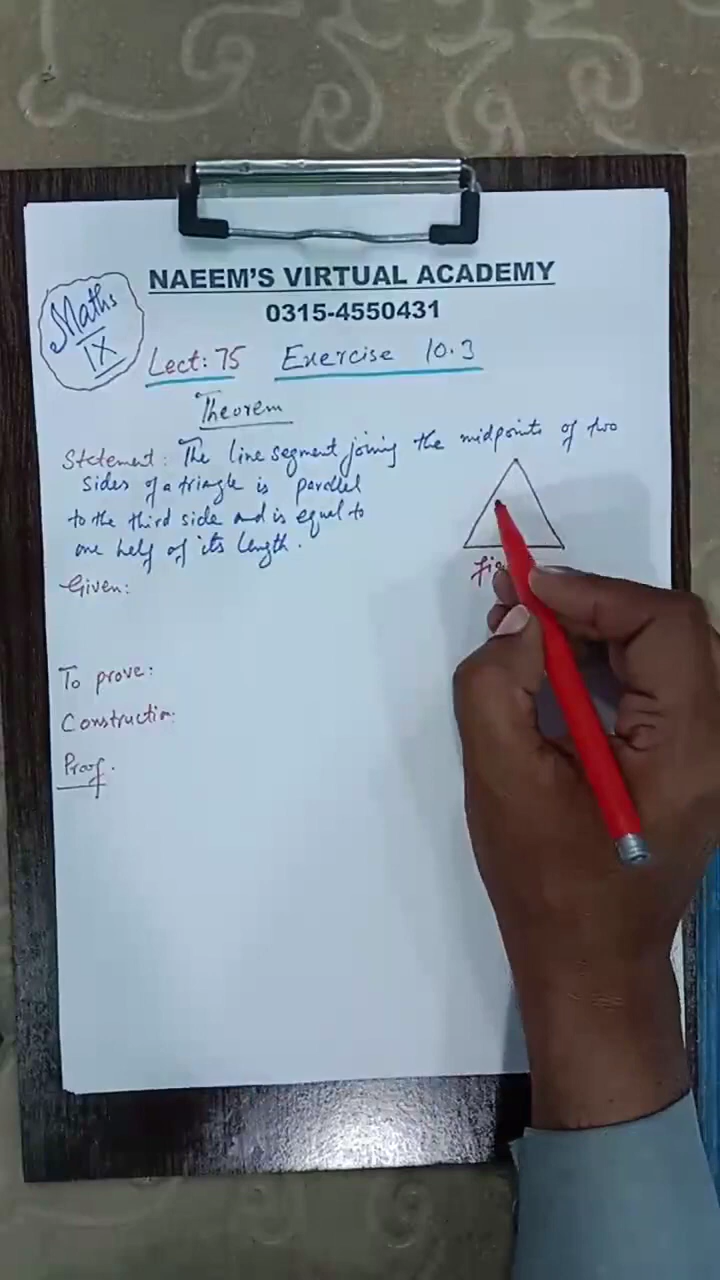 NAEEM'S VIRTUAL ACADEMY
0315-4550431
Maths
IX
Lect: 75 Exercise 10.3
Theorem
Statement: The line segment joining the midpoints of two
sides of a triangle is parallel
to the third side and is equal to
one half of its length.
Given:
To prove:
Construction:
Proof.